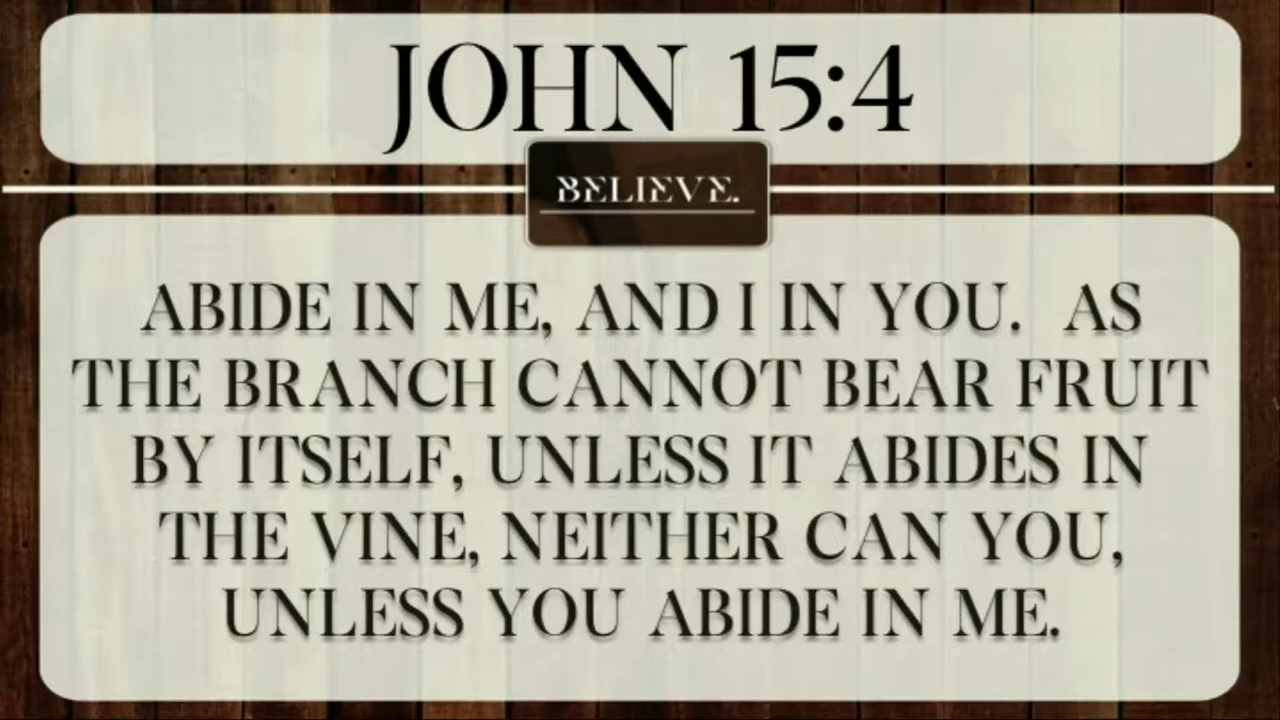 JOHN 15:4
BELIEVE.
ABIDE IN ME, AND I IN YOU. AS
THE BRANCH CANNOT BEAR FRUIT
BY ITSELF, UNLESS IT ABIDES IN
THE VINE, NEITHER CAN YOU,
UNLESS YOU ABIDE IN ME.